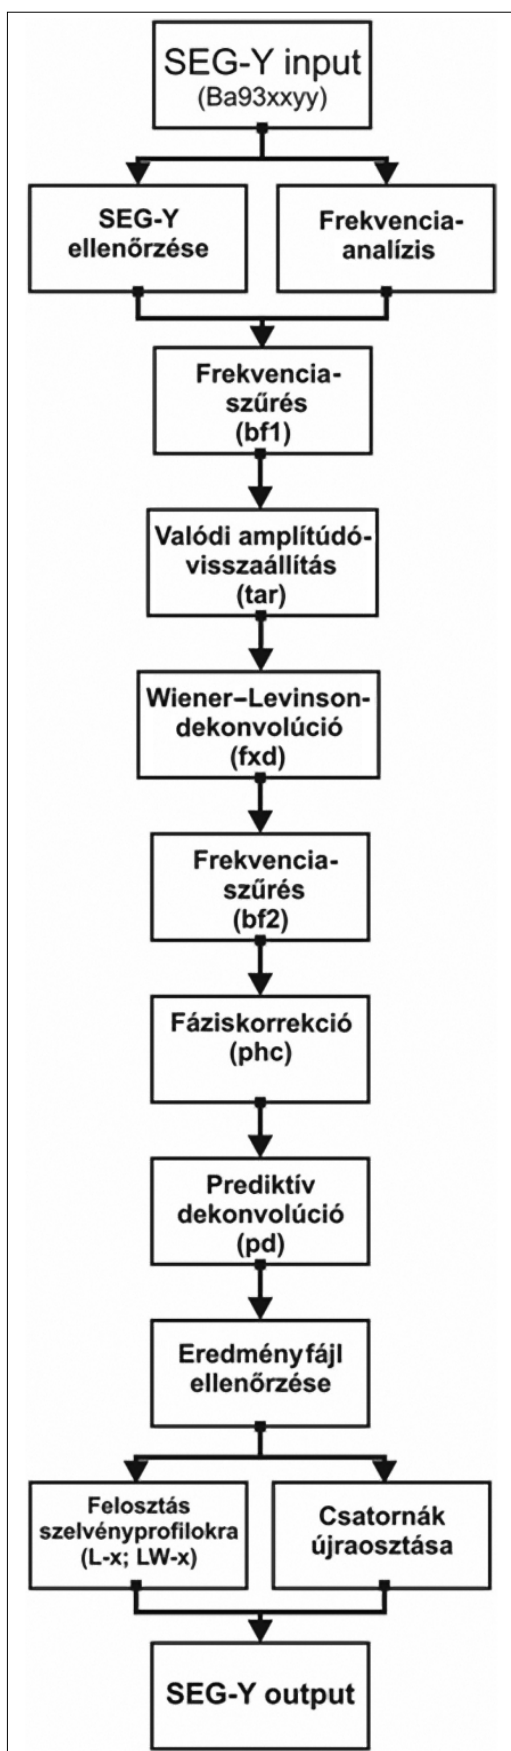 SEG-Y input
(Ba93xxyy)
SEG-Y
ellenőrzése
Frekvencia-
analízis
Frekvencia-
szűrés
(bf1)
Valódi amplítúdó-
visszaállítás
(tar)
Wiener–Levinson-
dekonvolúció
(fxd)
Frekvencia-
szűrés
(bf2)
Fáziskorrekció
(phc)
Prediktív
dekonvolúció
(pd)
Eredményfájl
ellenőrzése
Felosztás
szelvényprofilokra
(L-x; LW-x)
Csatornák
újraosztása
SEG-Y output